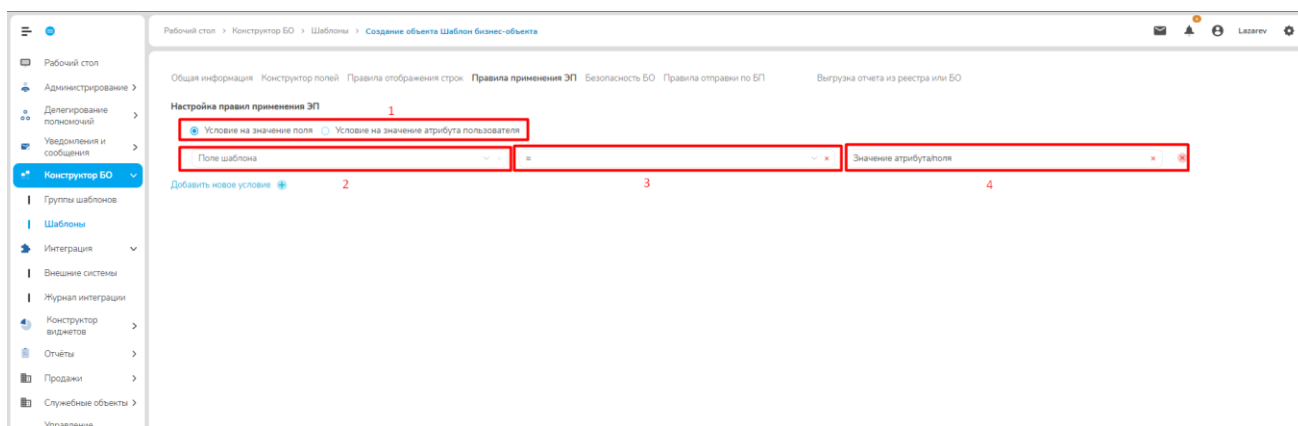 Рабочий стол > Конструктор БО > Шаблоны > Создание объекта Шаблон бизнес-объекта
Lazarev
Рабочий стол
Администрирование
Делегирование
полномочий
Уведомления и
сообщения
Конструктор БО
Группы шаблонов
Шаблоны
Интеграция
Внешние системы
Журнал интеграции
Конструктор
виджетов
Отчёты
Продажи
Служебные объекты
Управление
Общая информация Конструктор полей Правила отображения строк Правила применения ЭП Безопасность БО Правила отправки по БП Выгрузка отчета из реестра или БО
Настройка правил применения ЭП
1
Условие на значение поля Условие на значение атрибута пользователя
Поле шаблона = Значение атрибута/поля
Добавить новое условие
2 3 4